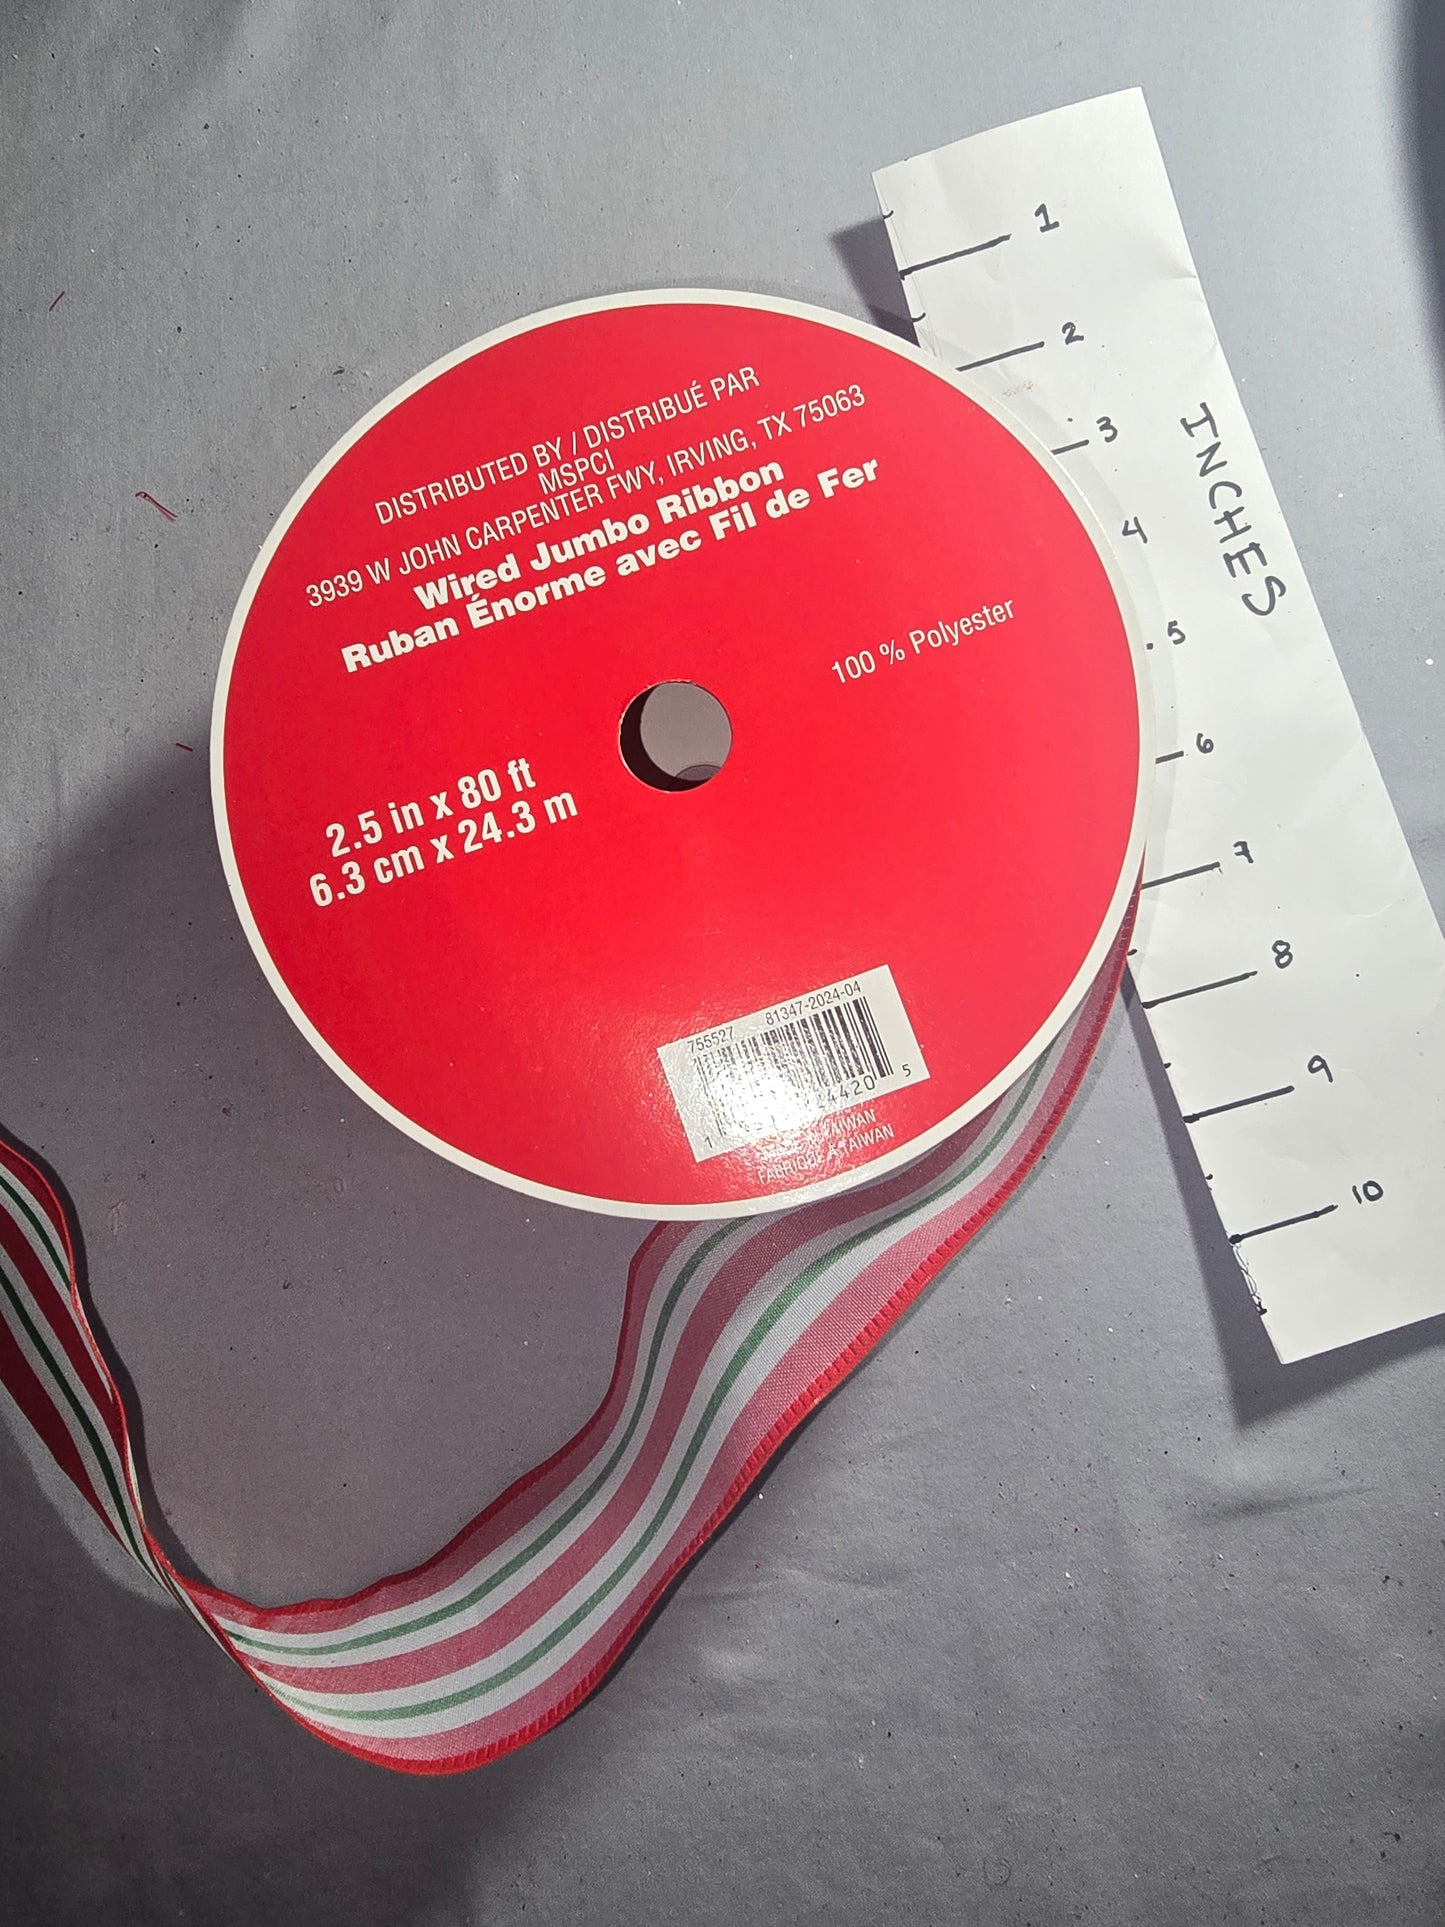 DISTRIBUTED BY / DISTRIBUÉ PAR
MSPCI
3939 W JOHN CARPENTER FWY, IRVING, TX 75063
Wired Jumbo Ribbon
Ruban Énorme avec Fil de Fer
100 % Polyester
2.5 in x 80 ft
6.3 cm x 24.3 m
755527 81347-2024-04
5
TAIWAN
FABRIQUÉ À TAIWAN
1
2
3
4
5
6
7
8
9
10
INCHES